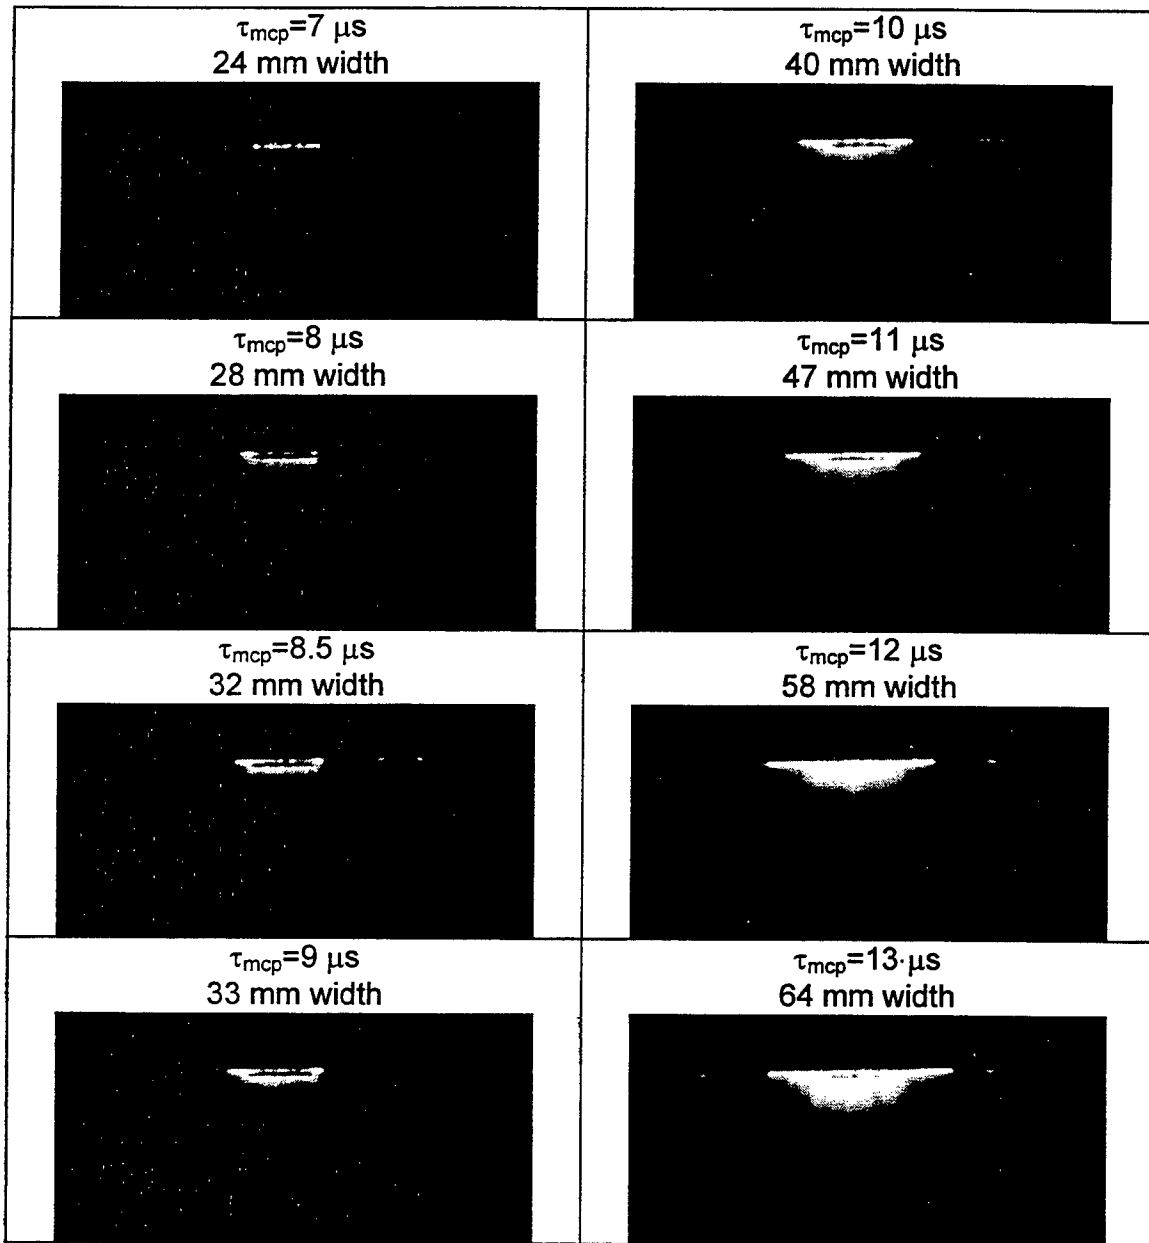 τmcp=7 μs
24 mm width
τmcp=10 μs
40 mm width
τmcp=8 μs
28 mm width
τmcp=11 μs
47 mm width
τmcp=8.5 μs
32 mm width
τmcp=12 μs
58 mm width
τmcp=9 μs
33 mm width
τmcp=13 μs
64 mm width